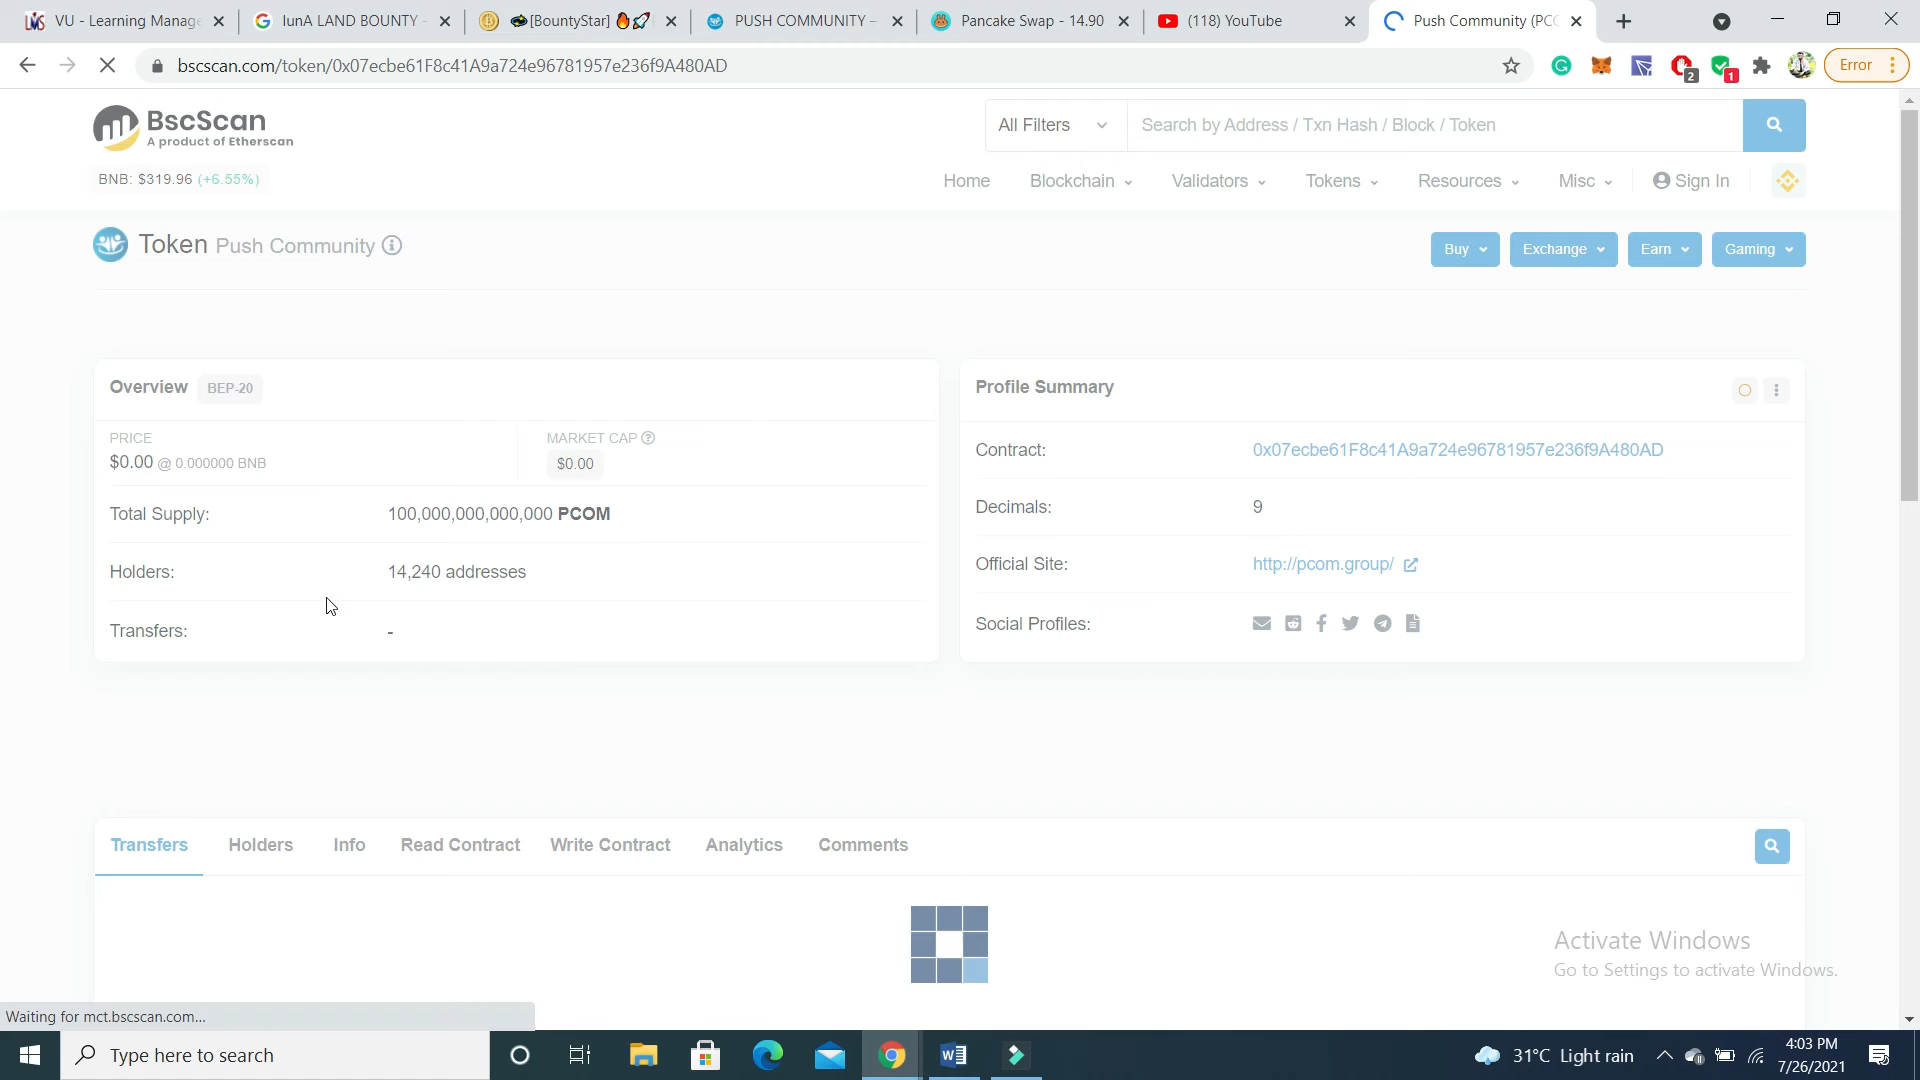 VU - Learning Manage
IunA LAND BOUNTY -
[BountyStar]
PUSH COMMUNITY –
Pancake Swap - 14.90
(118) YouTube
Push Community (PCC
bscscan.com/token/0x07ecbe61F8c41A9a724e96781957e236f9A480AD
2
1
Error
BscScan
A product of Etherscan
All Filters
Search by Address / Txn Hash / Block / Token
BNB: $319.96 (+6.55%)
Home
Blockchain
Validators
Tokens
Resources
Misc
Sign In
Token Push Community
Buy
Exchange
Earn
Gaming
Overview BEP-20
PRICE
$0.00 @ 0.000000 BNB
MARKET CAP
$0.00
Total Supply: 100,000,000,000,000 PCOM
Holders: 14,240 addresses
Transfers: -
Profile Summary
Contract: 0x07ecbe61F8c41A9a724e96781957e236f9A480AD
Decimals: 9
Official Site: http://pcom.group/
Social Profiles:
Transfers
Holders
Info
Read Contract
Write Contract
Analytics
Comments
Activate Windows
Go to Settings to activate Windows.
Waiting for mct.bscscan.com...
Type here to search
31°C Light rain
4:03 PM
7/26/2021